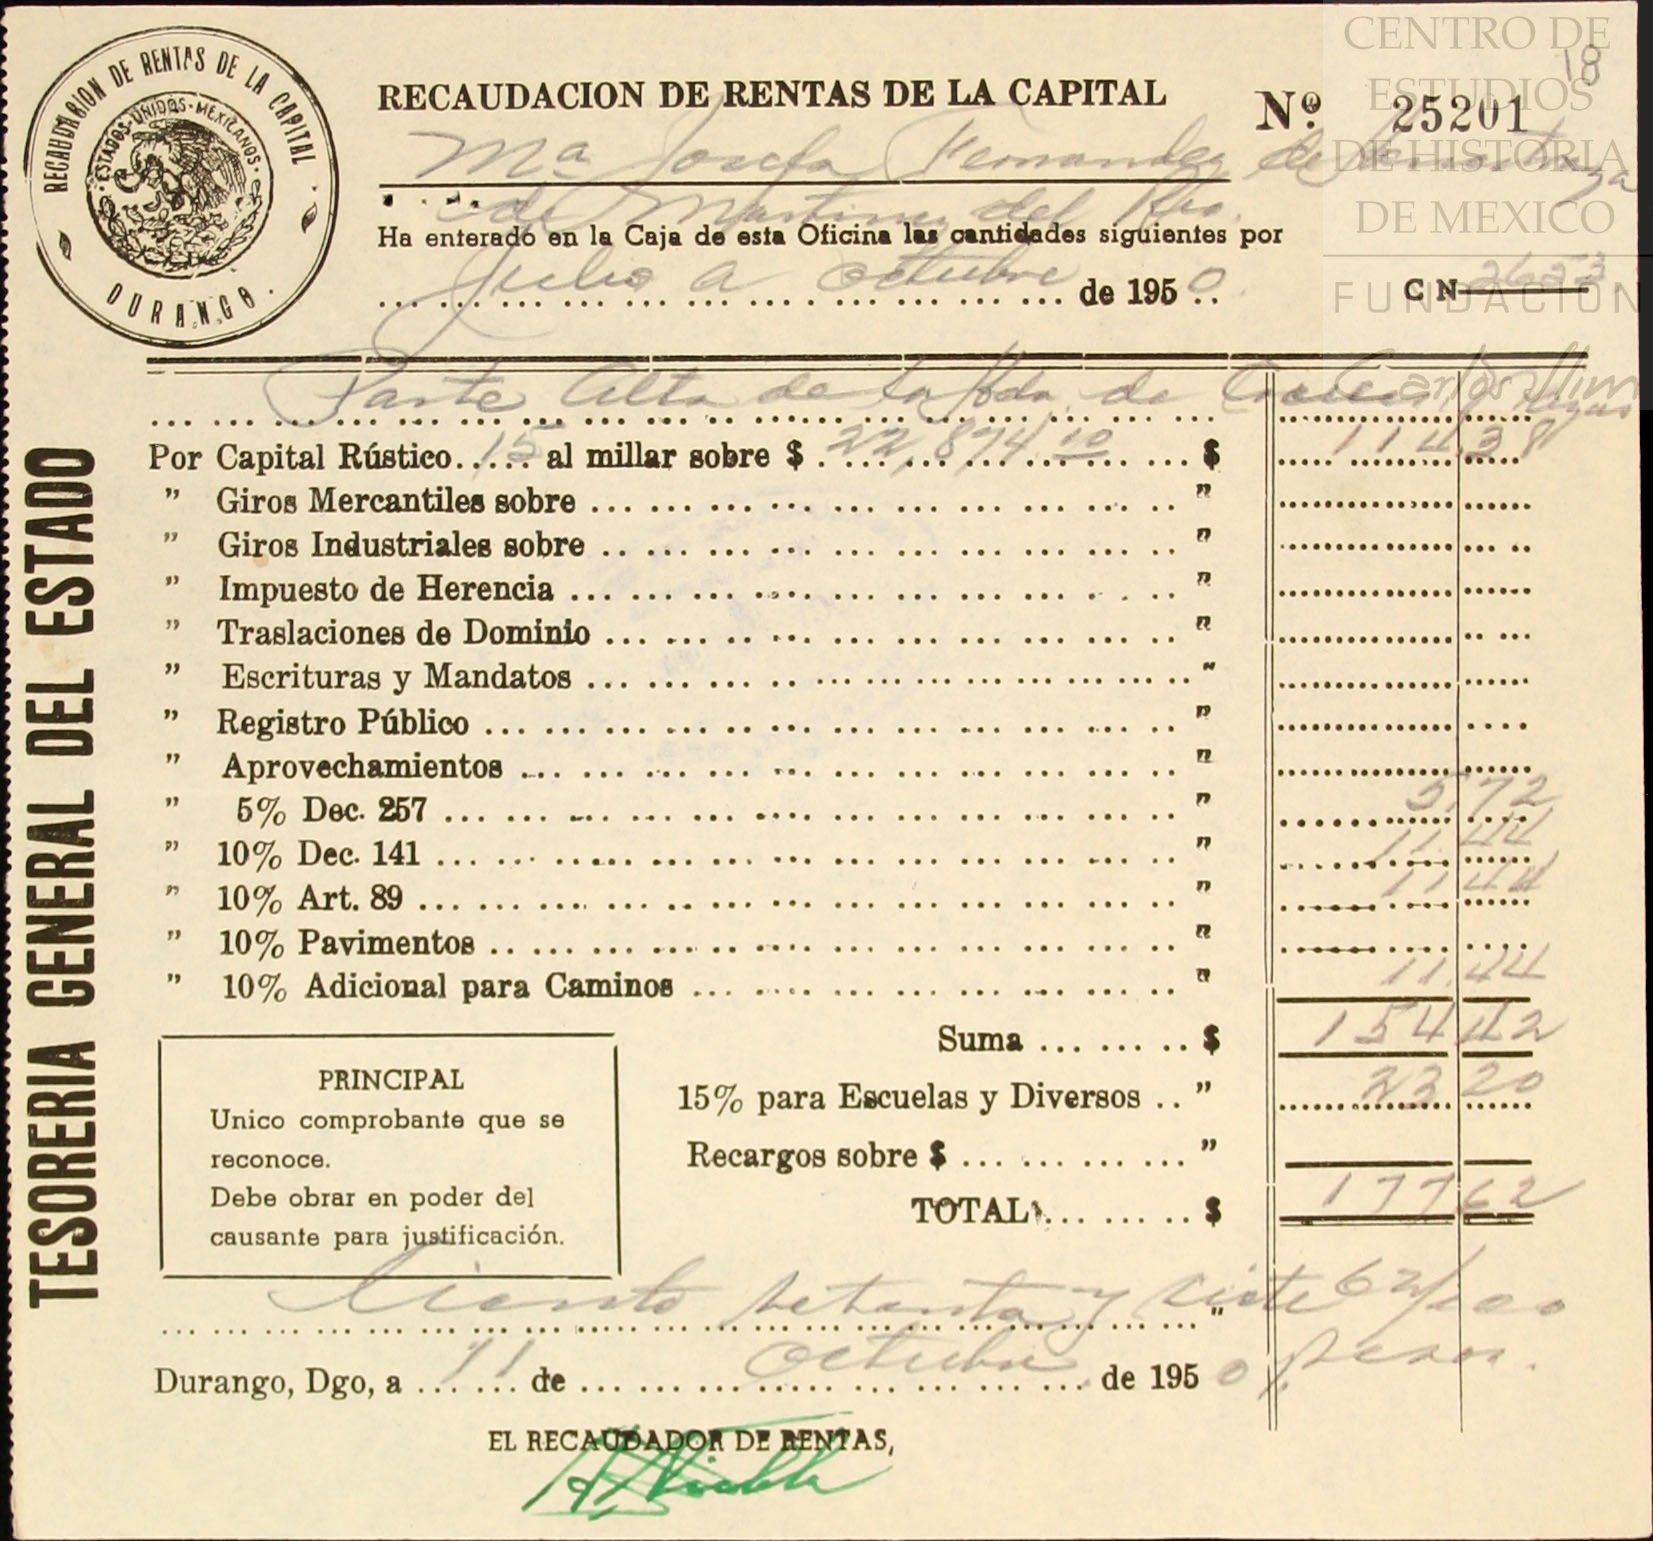 CENTRO DE
ESTUDIOS
DE HISTORIA
DE MEXICO
FUNDACION
Carlos Slim
18
RECAUDACION DE RENTAS DE LA CAPITAL
ESTADOS·UNIDOS·MEXICANOS
DURANGO.
RECAUDACION DE RENTAS DE LA CAPITAL
Nº. 25201
Mª Josefa Fernandez de
de Martinez del Rio.
Ha enterado en la Caja de esta Oficina las cantidades siguientes por
Julio a octubre de 1950
C N 2653
Parte Alta de la Hda. de
Por Capital Rústico 15 al millar sobre $ 22,874 10 $ 114 38
" Giros Mercantiles sobre "
" Giros Industriales sobre "
" Impuesto de Herencia "
" Traslaciones de Dominio "
" Escrituras y Mandatos "
" Registro Público "
" Aprovechamientos "
" 5% Dec. 257 " 5 72
" 10% Dec. 141 " 11 44
" 10% Art. 89 " 11 44
" 10% Pavimentos "
" 10% Adicional para Caminos " 11 44
Suma $ 154 42
15% para Escuelas y Diversos " 23 20
Recargos sobre $ "
TOTAL $ 177 62
PRINCIPAL
Unico comprobante que se
reconoce.
Debe obrar en poder del
causante para justificación.
Ciento setenta y siete 62/100
pesos.
Durango, Dgo, a 11 de octubre de 1950
EL RECAUDADOR DE RENTAS,
TESORERIA GENERAL DEL ESTADO